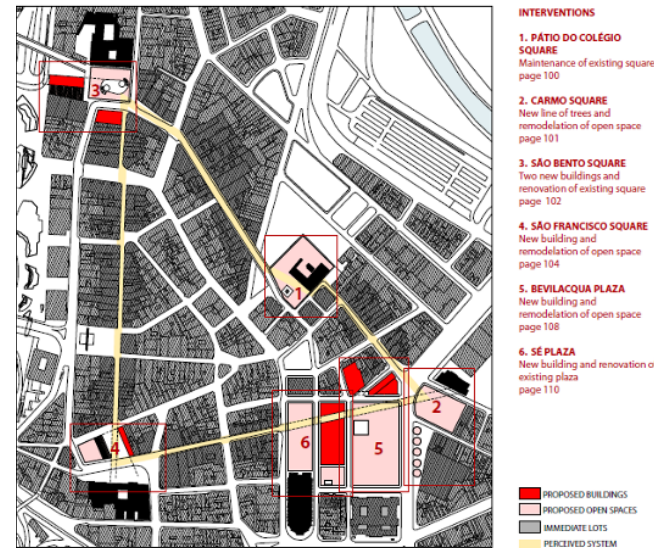 INTERVENTIONS
1. PÁTIO DO COLÉGIO
SQUARE
Maintenance of existing square
page 100
2. CARMO SQUARE
New line of trees and
remodelation of open space
page 101
3. SÃO BENTO SQUARE
Two new buildings and
renovation of existing square
page 102
4. SÃO FRANCISCO SQUARE
New building and
remodelation of open space
page 104
5. BEVILACQUA PLAZA
New building and
remodelation of open space
page 108
6. SÉ PLAZA
New building and renovation o
existing plaza
page 110
3
1
2
6
5
4
PROPOSED BUILDINGS
PROPOSED OPEN SPACES
IMMEDIATE LOTS
PERCEIVED SYSTEM